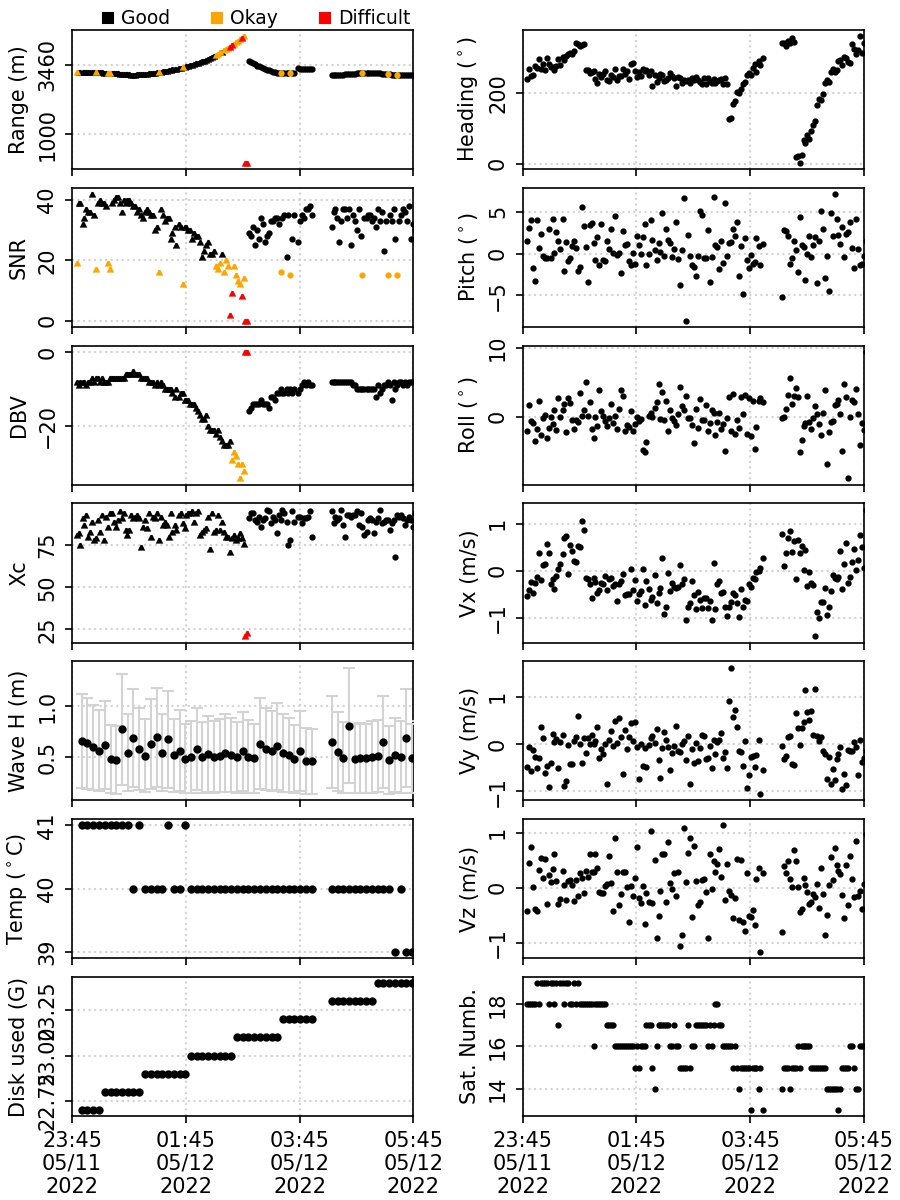 Good Okay Difficult
Range (m)
3460
1000
Heading (°)
200
0
SNR
40
20
0
Pitch (°)
5
0
−5
DBV
0
−20
Roll (°)
10
0
Xc
75
50
25
Vx (m/s)
1
0
−1
Wave H (m)
1.0
0.5
Vy (m/s)
1
0
−1
Temp (°C)
41
40
39
Vz (m/s)
1
0
−1
Disk used (G)
23.25
23.00
22.75
Sat. Numb.
18
16
14
23:45 01:45 03:45 05:45
05/11 05/12 05/12 05/12
2022 2022 2022 2022
23:45 01:45 03:45 05:45
05/11 05/12 05/12 05/12
2022 2022 2022 2022